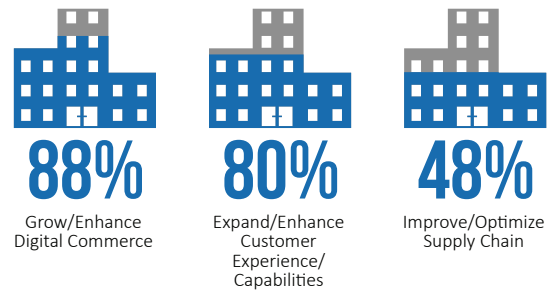 88%
Grow/Enhance
Digital Commerce
80%
Expand/Enhance
Customer
Experience/
Capabilities
48%
Improve/Optimize
Supply Chain